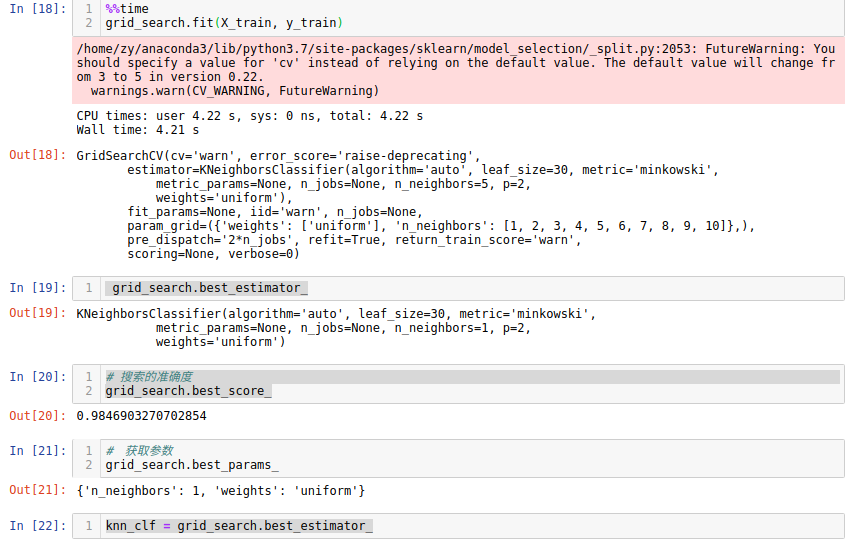 In [18]:
1 %%time
2 grid_search.fit(X_train, y_train)
/home/zy/anaconda3/lib/python3.7/site-packages/sklearn/model_selection/_split.py:2053: FutureWarning: You
should specify a value for 'cv' instead of relying on the default value. The default value will change fr
om 3 to 5 in version 0.22.
warnings.warn(CV_WARNING, FutureWarning)
CPU times: user 4.22 s, sys: 0 ns, total: 4.22 s
Wall time: 4.21 s
Out[18]: GridSearchCV(cv='warn', error_score='raise-deprecating',
estimator=KNeighborsClassifier(algorithm='auto', leaf_size=30, metric='minkowski',
metric_params=None, n_jobs=None, n_neighbors=5, p=2,
weights='uniform'),
fit_params=None, iid='warn', n_jobs=None,
param_grid=({'weights': ['uniform'], 'n_neighbors': [1, 2, 3, 4, 5, 6, 7, 8, 9, 10]},),
pre_dispatch='2*n_jobs', refit=True, return_train_score='warn',
scoring=None, verbose=0)
In [19]: 1 grid_search.best_estimator_
Out[19]: KNeighborsClassifier(algorithm='auto', leaf_size=30, metric='minkowski',
metric_params=None, n_jobs=None, n_neighbors=1, p=2,
weights='uniform')
In [20]: 1 # 搜索的准确度
2 grid_search.best_score_
Out[20]: 0.9846903270702854
In [21]: 1 # 获取参数
2 grid_search.best_params_
Out[21]: {'n_neighbors': 1, 'weights': 'uniform'}
In [22]: 1 knn_clf = grid_search.best_estimator_